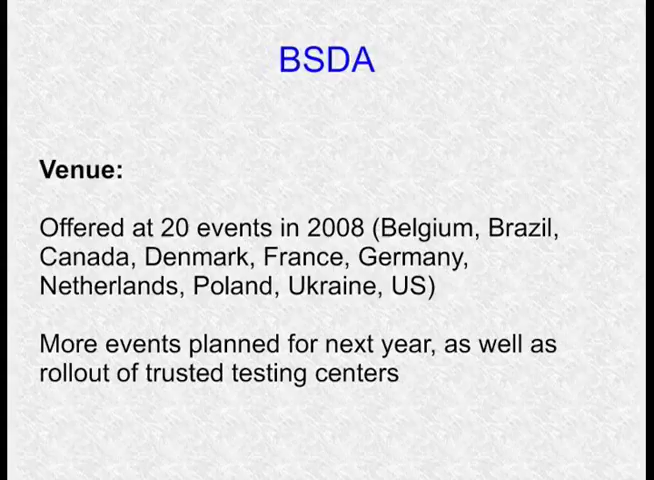 BSDA
Venue:
Offered at 20 events in 2008 (Belgium, Brazil,
Canada, Denmark, France, Germany,
Netherlands, Poland, Ukraine, US)
More events planned for next year, as well as
rollout of trusted testing centers